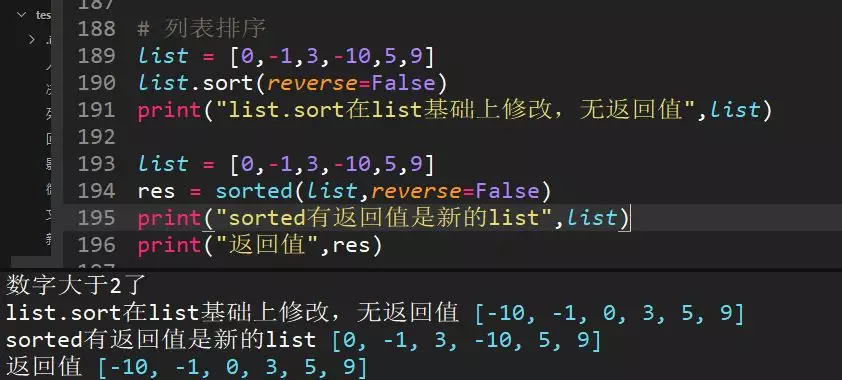 187
tes
188 # 列表排序
189 list = [0,-1,3,-10,5,9]
190 list.sort(reverse=False)
191 print("list.sort在list基础上修改，无返回值",list)
192
193 list = [0,-1,3,-10,5,9]
194 res = sorted(list,reverse=False)
195 print("sorted有返回值是新的list",list)
196 print("返回值",res)
数字大于2了
list.sort在list基础上修改，无返回值 [-10, -1, 0, 3, 5, 9]
sorted有返回值是新的list [0, -1, 3, -10, 5, 9]
返回值 [-10, -1, 0, 3, 5, 9]